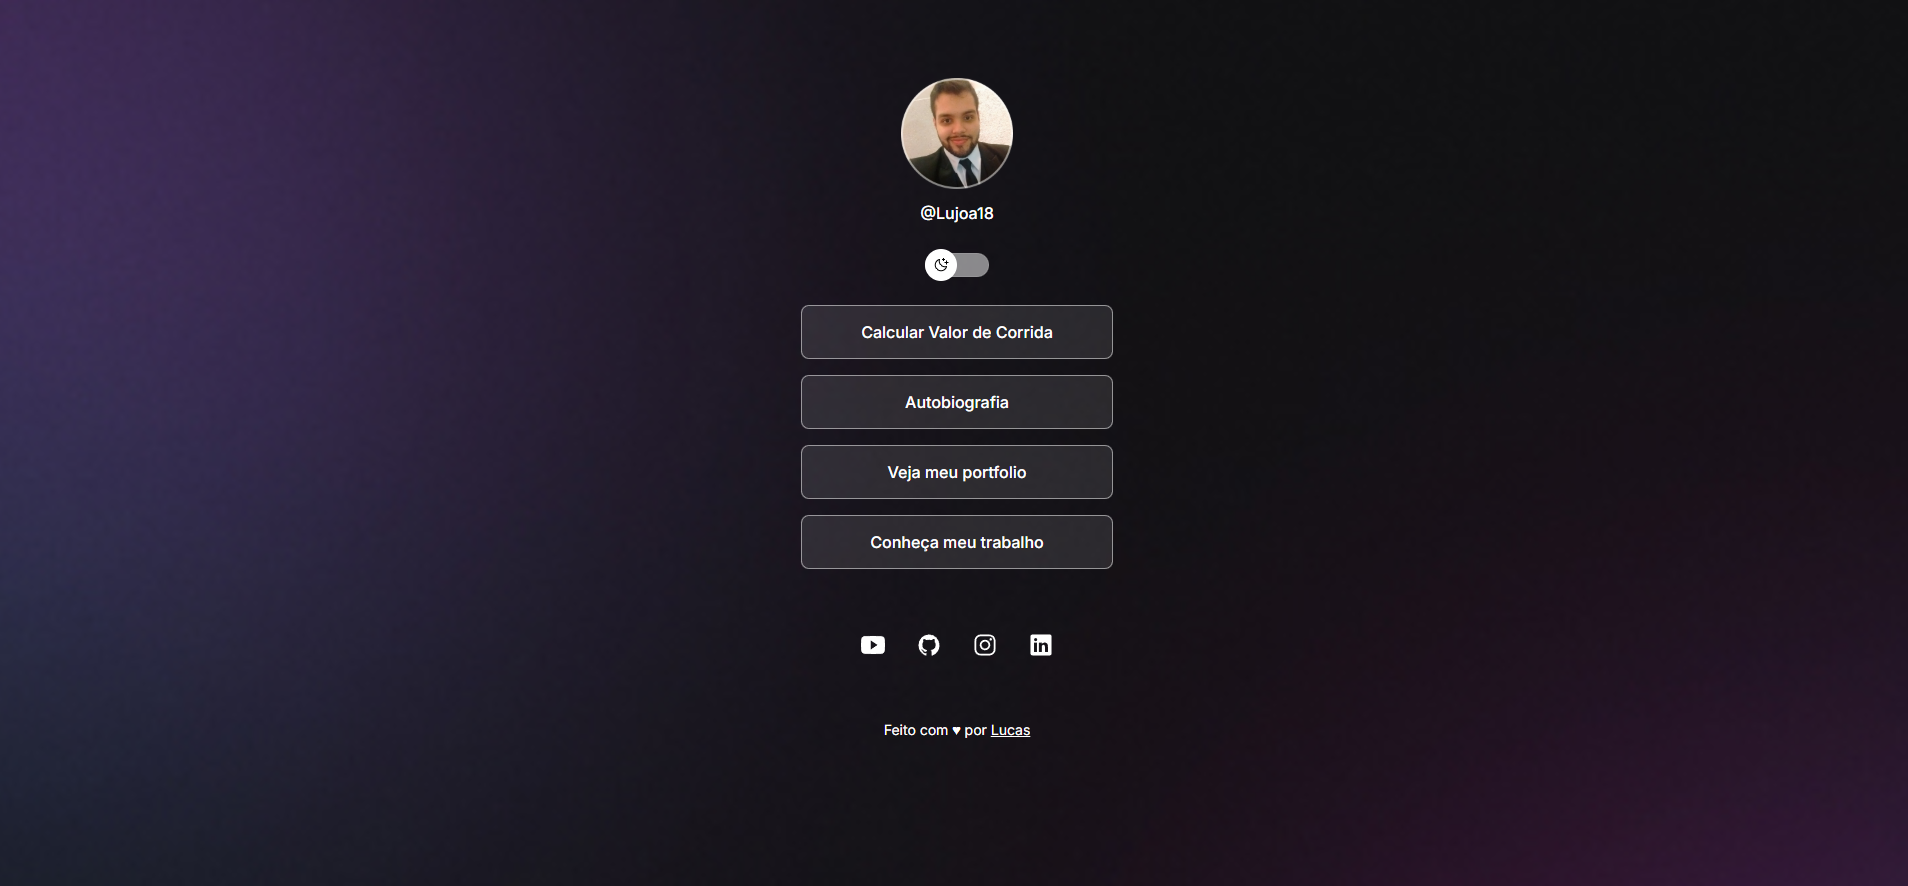 @Lujoa18
Calcular Valor de Corrida
Autobiografia
Veja meu portfolio
Conheça meu trabalho
Feito com ♥ por Lucas